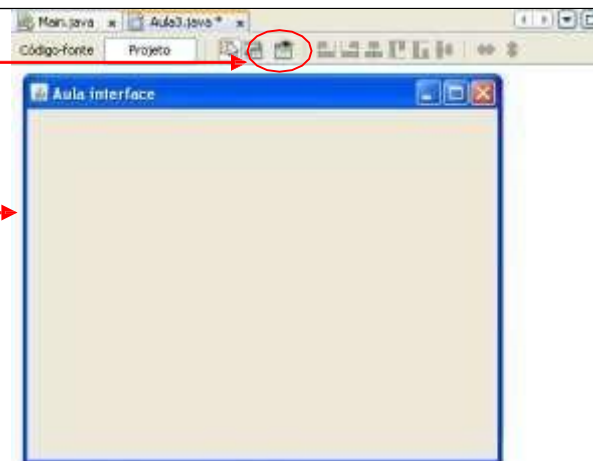 Main.java Aula3.java *
Código-fonte Projeto
Aula interface